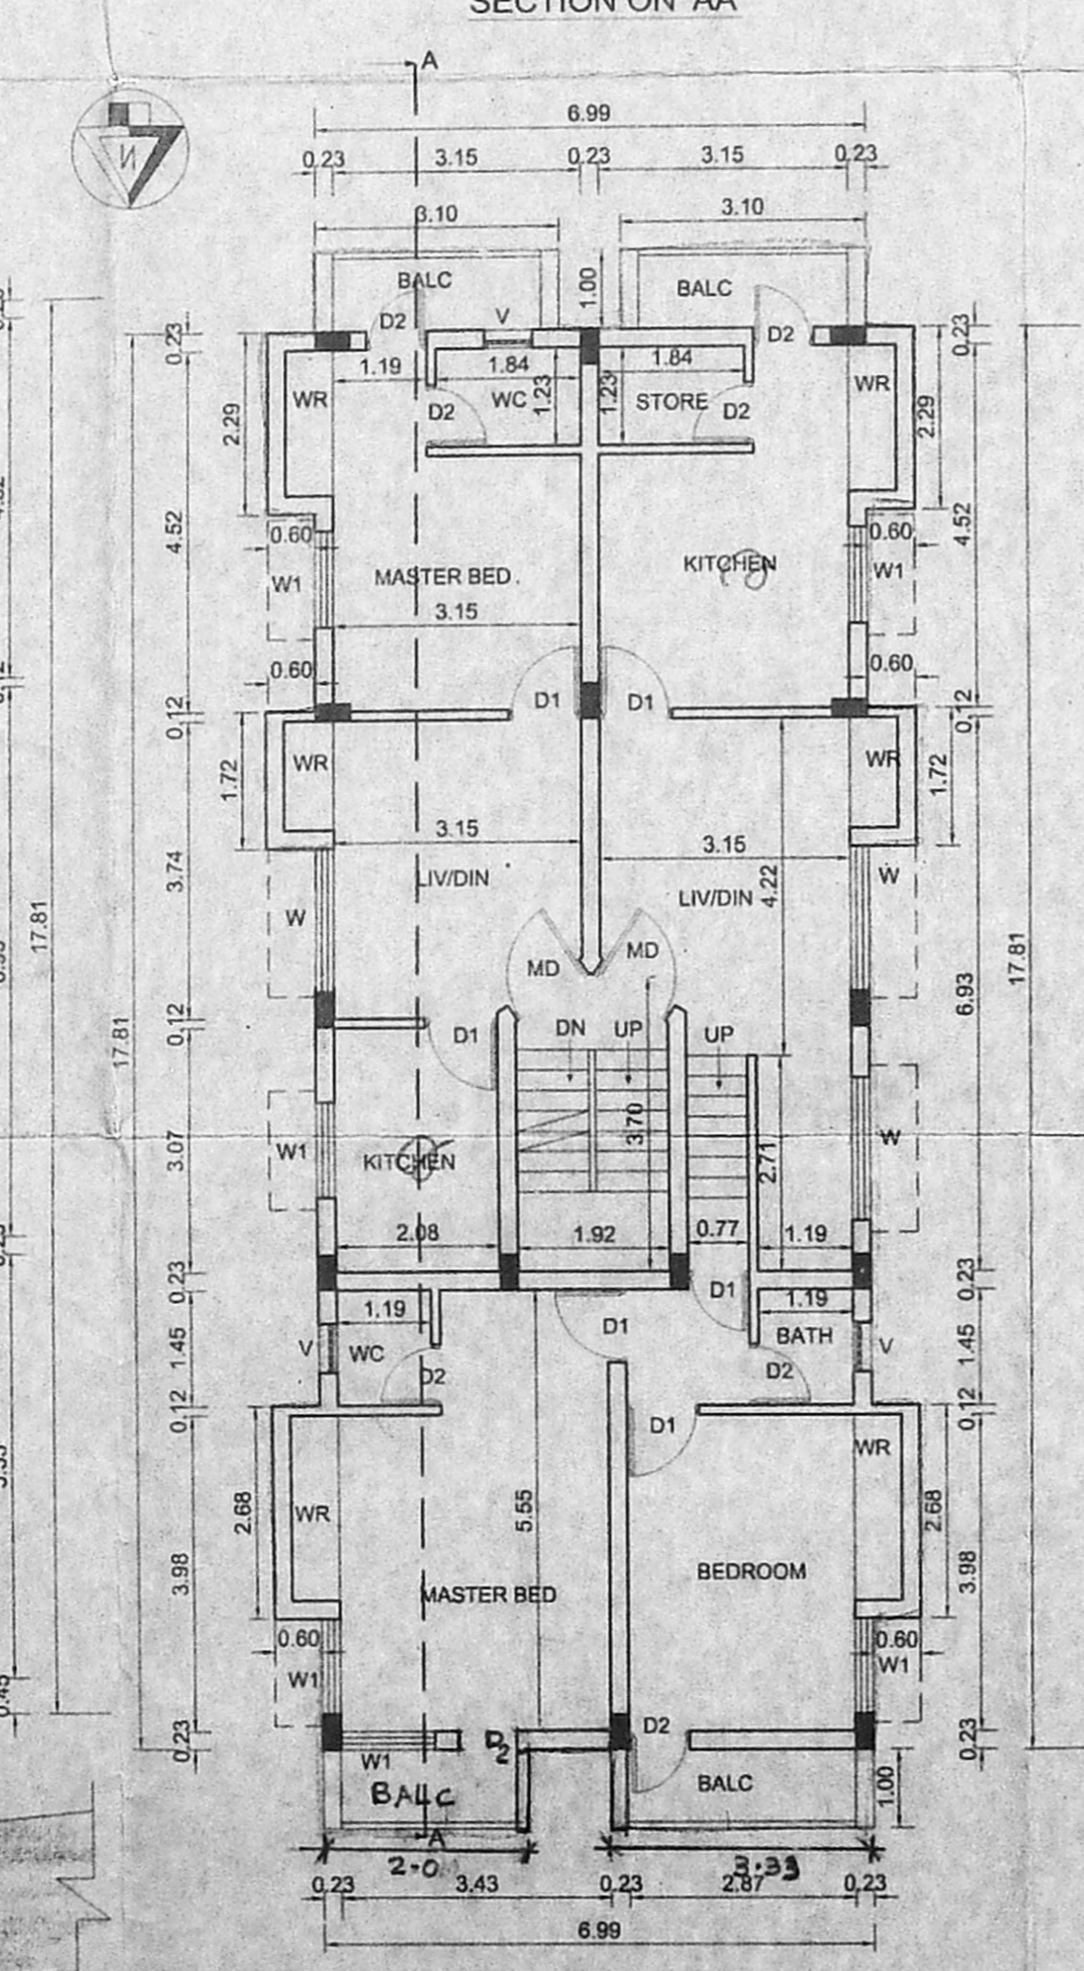 SECTION ON 'AA'
A
N
6.99
0.23 3.15 0.23 3.15 0.23
3.10 3.10
BALC 1.00 BALC
D2 V D2
0.23 0.23
1.19 1.84 1.84
WR WC 1.23 1.23 STORE WR
D2 D2
2.29 2.29
4.52 0.60 0.60 4.52
W1 MASTER BED. KITCHEN W1
3.15
0.60 0.60
D1 D1
0.12 0.12
WR WR
1.72 1.72
3.15 3.15
3.74 LIV/DIN LIV/DIN 4.22
W W
17.81 17.81 17.81
MD MD
6.93
0.12 D1 DN UP UP
3.70
3.07 W1 KITCHEN 2.71 W
2.08 1.92 0.77 1.19
0.23 0.23
D1
1.19 1.19
D1 BATH
1.45 V WC V 1.45
D2 D2
0.12 D1 0.12
WR
2.68 WR 5.55 2.68
3.98 MASTER BED BEDROOM 3.98
0.60 0.60
W1 W1
0.23 D2 D2 0.23
W1
BALC BALC 1.00
A
2.0 3.33
0.23 3.43 0.23 2.87 0.23
6.99